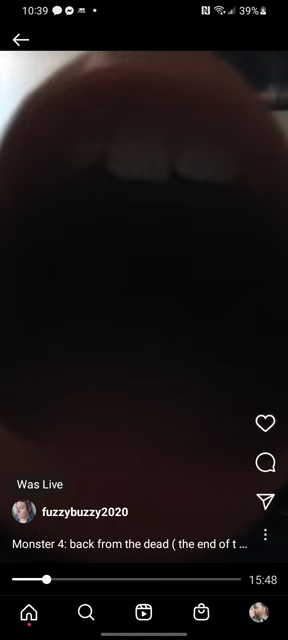 10:39
39%
Was Live
fuzzybuzzy2020
Monster 4: back from the dead ( the end of t ...
15:48